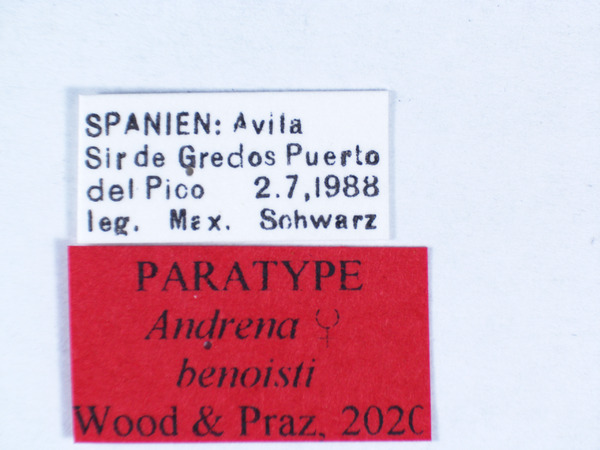 SPANIEN: Avila
Sir de Gredos Puerto
del Pico 2.7,1988
leg. Max. Schwarz
PARATYPE
Andrena ♀
benoisti
Wood & Praz, 2020